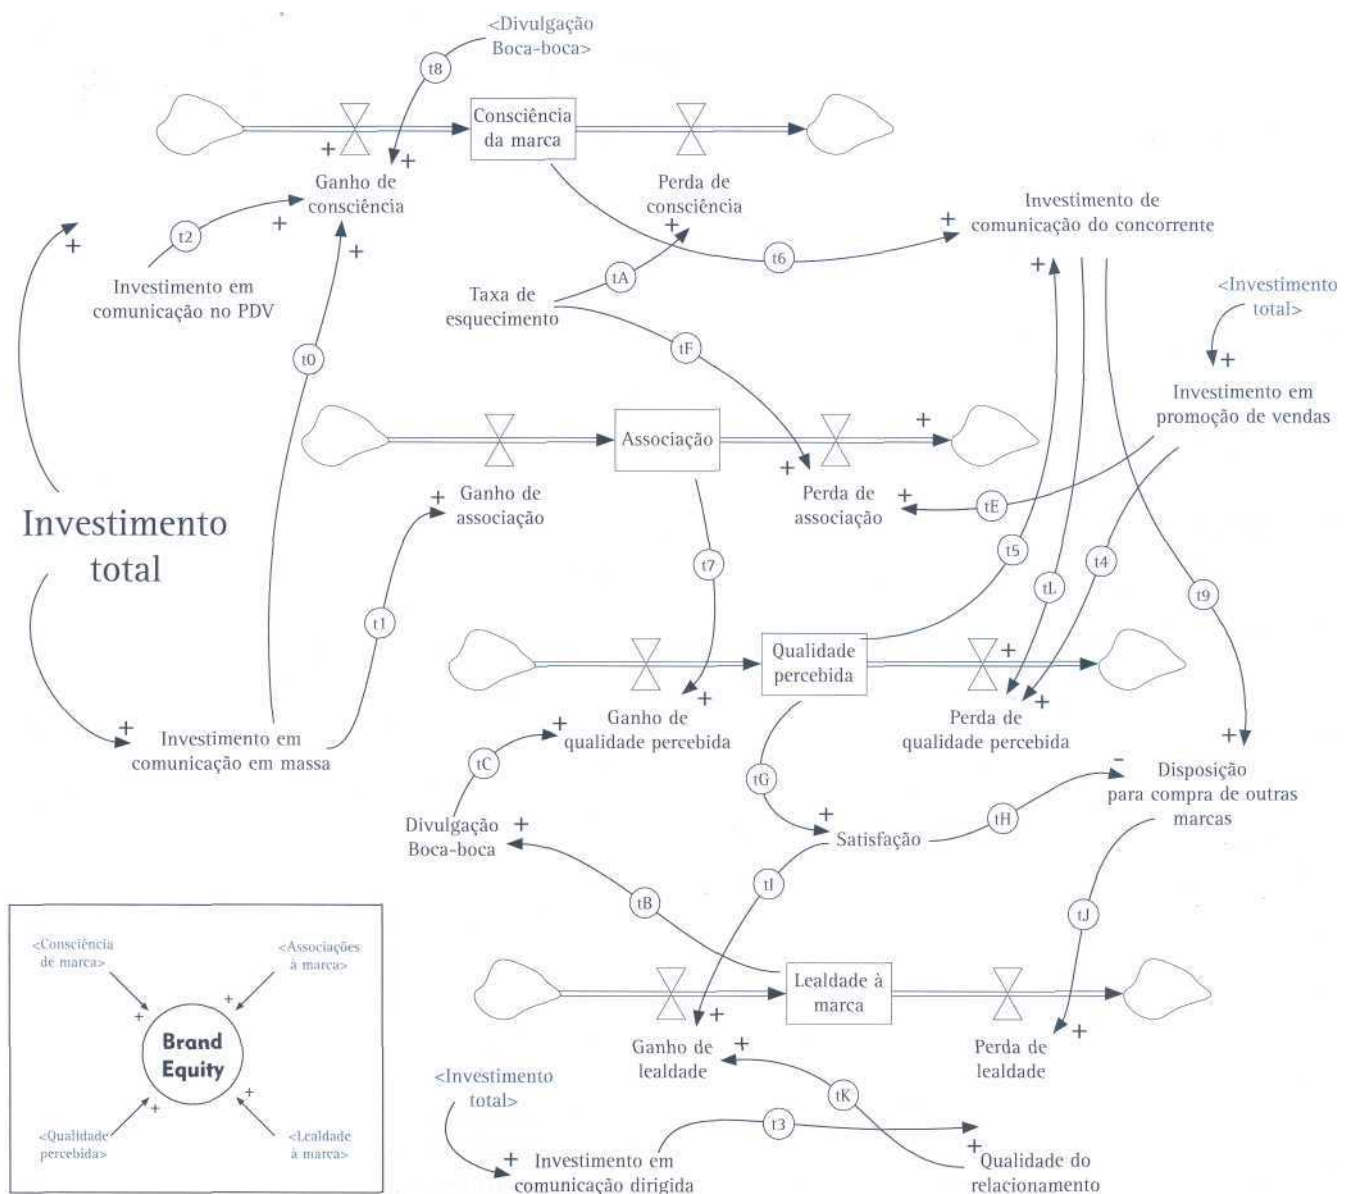 <Divulgação
Boca-boca>
t8
Consciência
da marca
+
+
Ganho de
consciência
Perda de
consciência
Investimento de
comunicação do concorrente
+
+
t2
+
+
+
t6
+
Investimento em
comunicação no PDV
tA
Taxa de
esquecimento
<Investimento
total>
t0
tF
+
Investimento em
promoção de vendas
Associação
+
+
Ganho de
associação
+
Perda de
associação
+
tE
Investimento
total
t7
t5
t4
tL
t9
t1
Qualidade
percebida
+
+
Ganho de
qualidade percebida
+
Perda de
qualidade percebida
+
+
Investimento em
comunicação em massa
tC
tG
+
-
Disposição
para compra de outras
marcas
Divulgação
Boca-boca
+
+
Satisfação
tH
tI
tB
tJ
Lealdade à
marca
+
+
Ganho de
lealdade
+
Perda de
lealdade
<Investimento
total>
tK
t3
+
+
Investimento em
comunicação dirigida
Qualidade do
relacionamento
<Consciência
de marca>
<Associações
à marca>
+
+
Brand
Equity
+
+
<Qualidade
percebida>
<Lealdade
à marca>